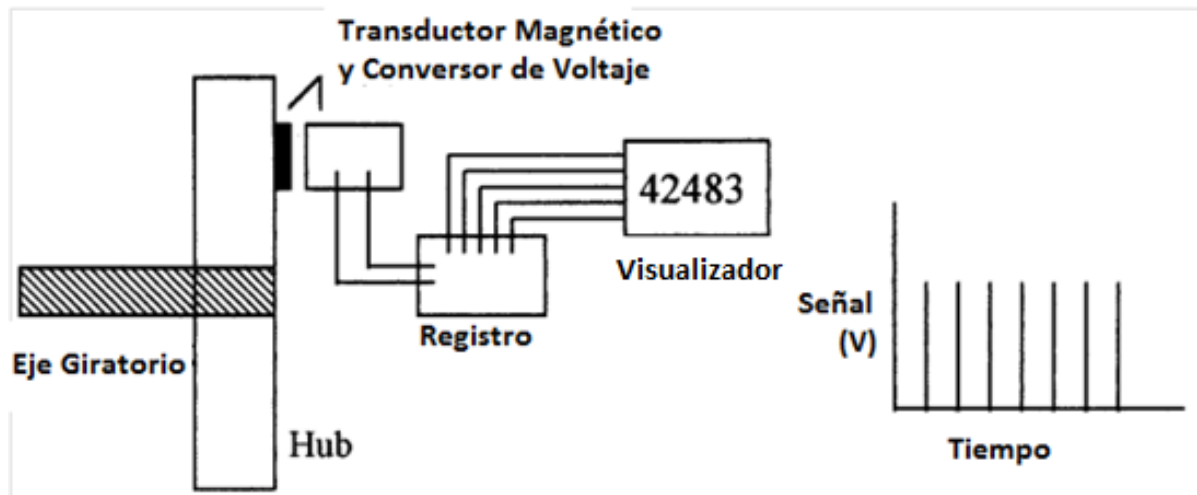 Transductor Magnético
y Conversor de Voltaje
42483
Visualizador
Registro
Eje Giratorio
Hub
Señal
(V)
Tiempo